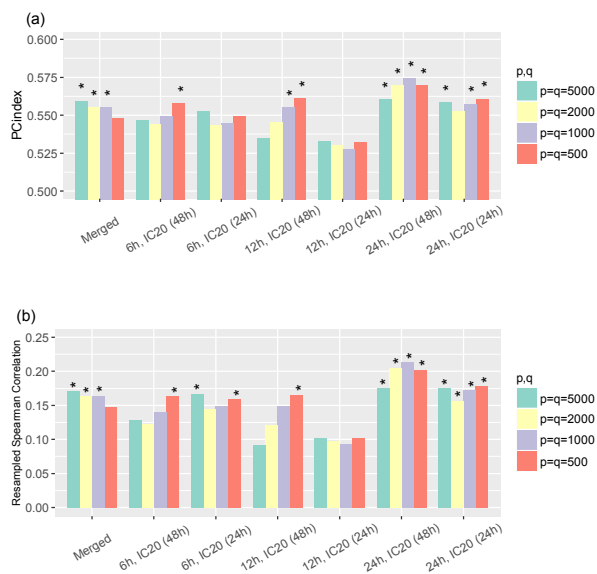 (a)
PCindex
0.600
0.575
0.550
0.525
0.500
* * * * * * * * * * * * *
Merged
6h, IC20 (48h)
6h, IC20 (24h)
12h, IC20 (48h)
12h, IC20 (24h)
24h, IC20 (48h)
24h, IC20 (24h)
p,q
p=q=5000
p=q=2000
p=q=1000
p=q=500
(b)
Resampled Spearman Correlation
0.25
0.20
0.15
0.10
0.05
0.00
* * * * * * * * * * * * * * *
Merged
6h, IC20 (48h)
6h, IC20 (24h)
12h, IC20 (48h)
12h, IC20 (24h)
24h, IC20 (48h)
24h, IC20 (24h)
p,q
p=q=5000
p=q=2000
p=q=1000
p=q=500